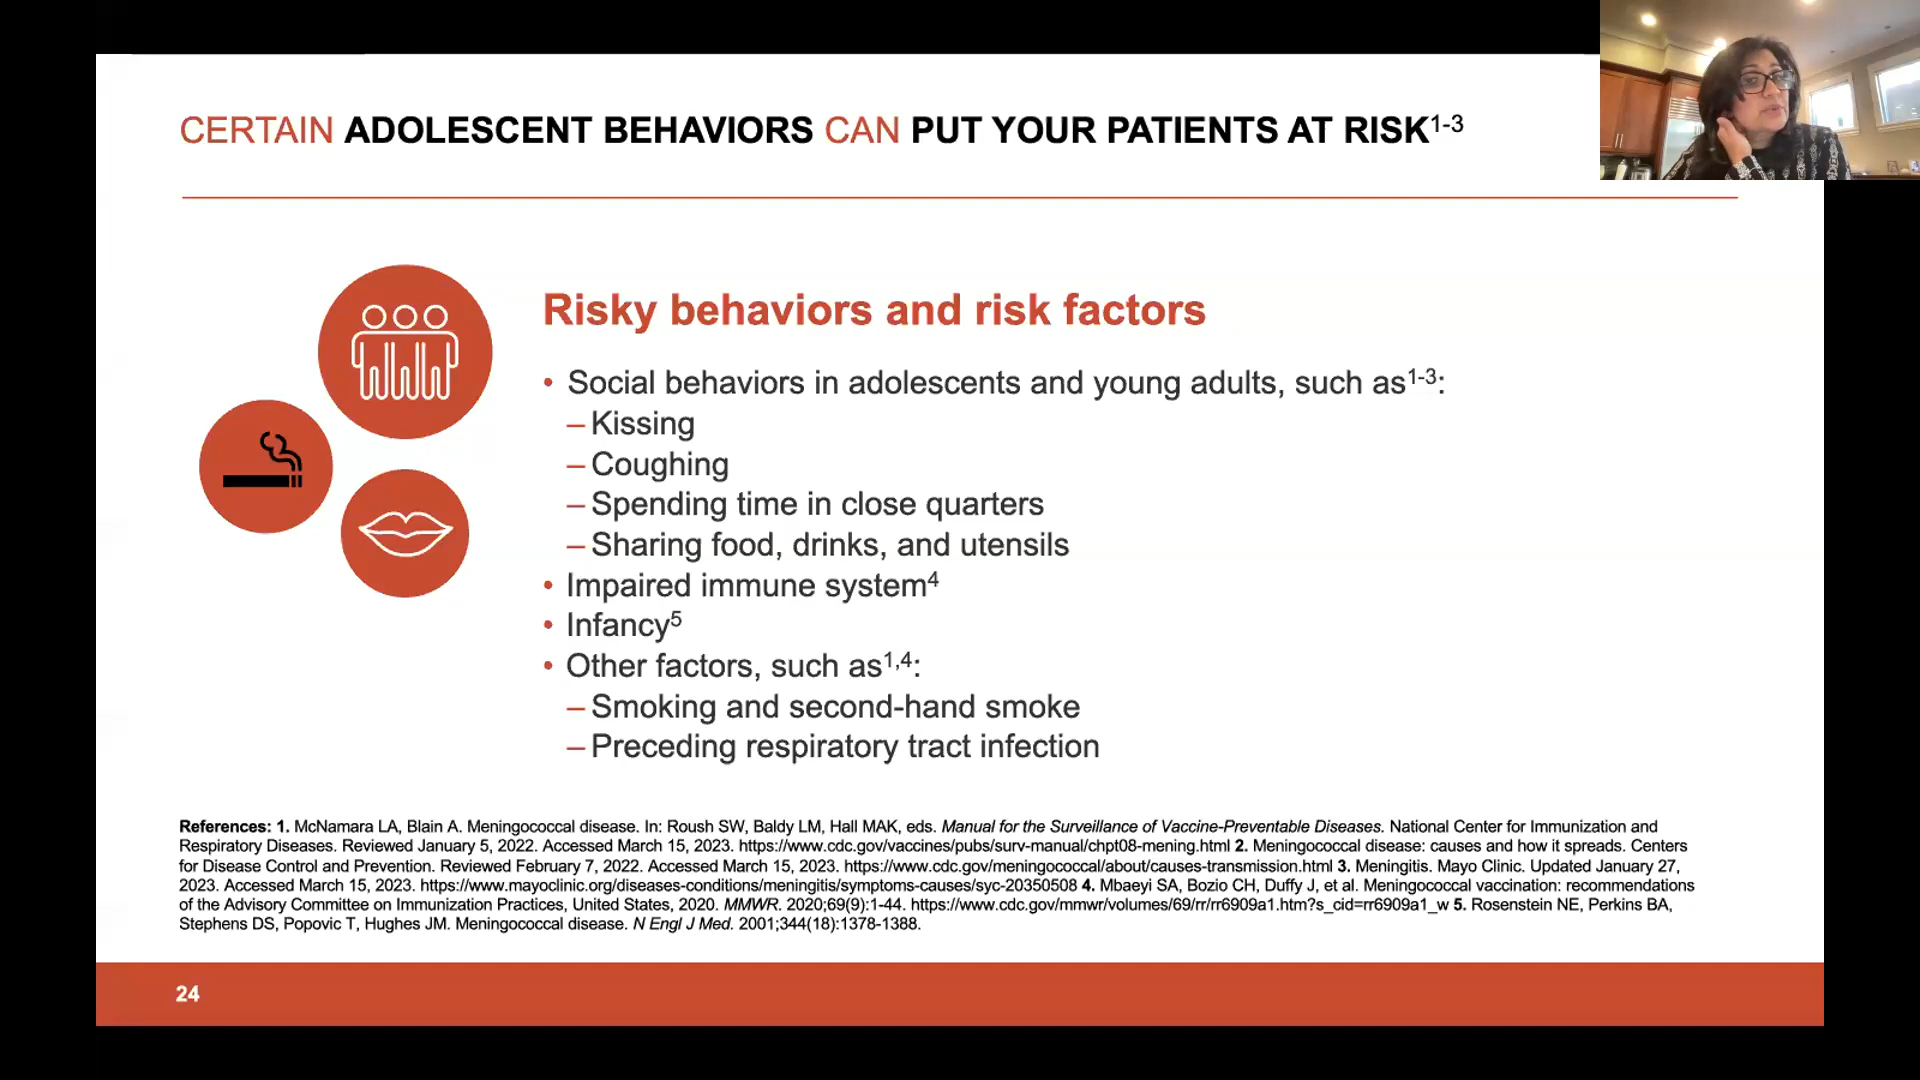 CERTAIN ADOLESCENT BEHAVIORS CAN PUT YOUR PATIENTS AT RISK1-3
Risky behaviors and risk factors
• Social behaviors in adolescents and young adults, such as1-3:
– Kissing
– Coughing
– Spending time in close quarters
– Sharing food, drinks, and utensils
• Impaired immune system4
• Infancy5
• Other factors, such as1,4:
– Smoking and second-hand smoke
– Preceding respiratory tract infection
References: 1. McNamara LA, Blain A. Meningococcal disease. In: Roush SW, Baldy LM, Hall MAK, eds. Manual for the Surveillance of Vaccine-Preventable Diseases. National Center for Immunization and
Respiratory Diseases. Reviewed January 5, 2022. Accessed March 15, 2023. https://www.cdc.gov/vaccines/pubs/surv-manual/chpt08-mening.html 2. Meningococcal disease: causes and how it spreads. Centers
for Disease Control and Prevention. Reviewed February 7, 2022. Accessed March 15, 2023. https://www.cdc.gov/meningococcal/about/causes-transmission.html 3. Meningitis. Mayo Clinic. Updated January 27,
2023. Accessed March 15, 2023. https://www.mayoclinic.org/diseases-conditions/meningitis/symptoms-causes/syc-20350508 4. Mbaeyi SA, Bozio CH, Duffy J, et al. Meningococcal vaccination: recommendations
of the Advisory Committee on Immunization Practices, United States, 2020. MMWR. 2020;69(9):1-44. https://www.cdc.gov/mmwr/volumes/69/rr/rr6909a1.htm?s_cid=rr6909a1_w 5. Rosenstein NE, Perkins BA,
Stephens DS, Popovic T, Hughes JM. Meningococcal disease. N Engl J Med. 2001;344(18):1378-1388.
24